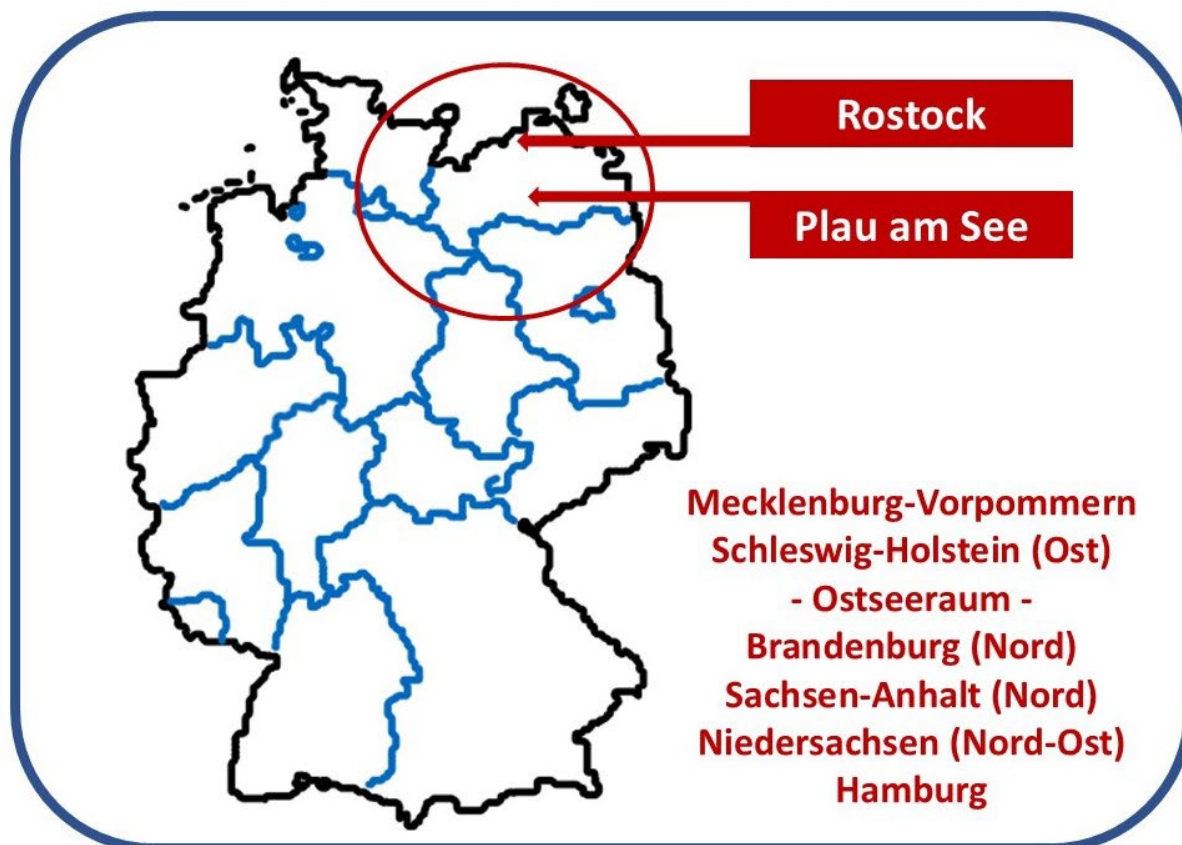 Rostock
Plau am See
Mecklenburg-Vorpommern
Schleswig-Holstein (Ost)
- Ostseeraum -
Brandenburg (Nord)
Sachsen-Anhalt (Nord)
Niedersachsen (Nord-Ost)
Hamburg